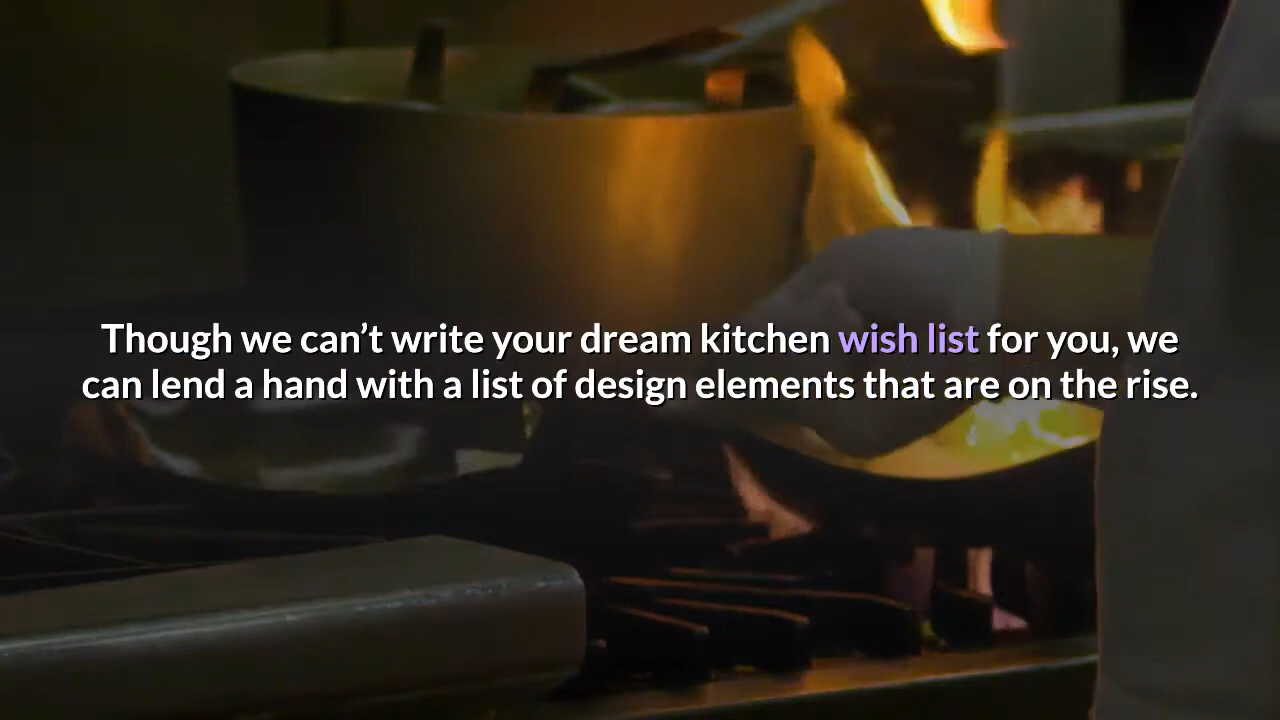 Though we can’t write your dream kitchen wish list for you, we
can lend a hand with a list of design elements that are on the rise.